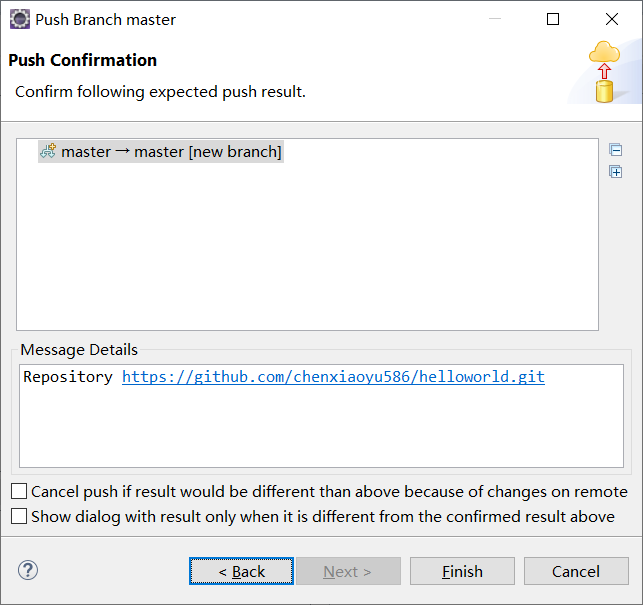 Push Branch master
Push Confirmation
Confirm following expected push result.
master → master [new branch]
Message Details
Repository https://github.com/chenxiaoyu586/helloworld.git
Cancel push if result would be different than above because of changes on remote
Show dialog with result only when it is different from the confirmed result above
? < Back Next > Finish Cancel